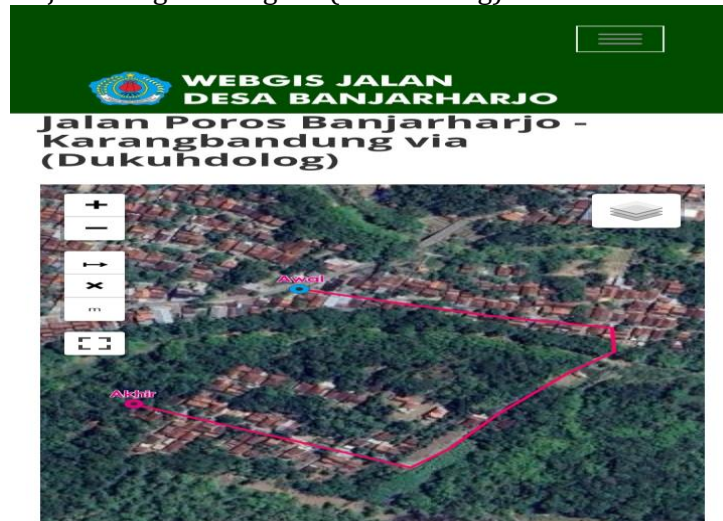 WEBGIS JALAN
DESA BANJARHARJO
Jalan Poros Banjarharjo -
Karangbandung via
(Dukuhdolog)
+
−
m
Awal
Akhir